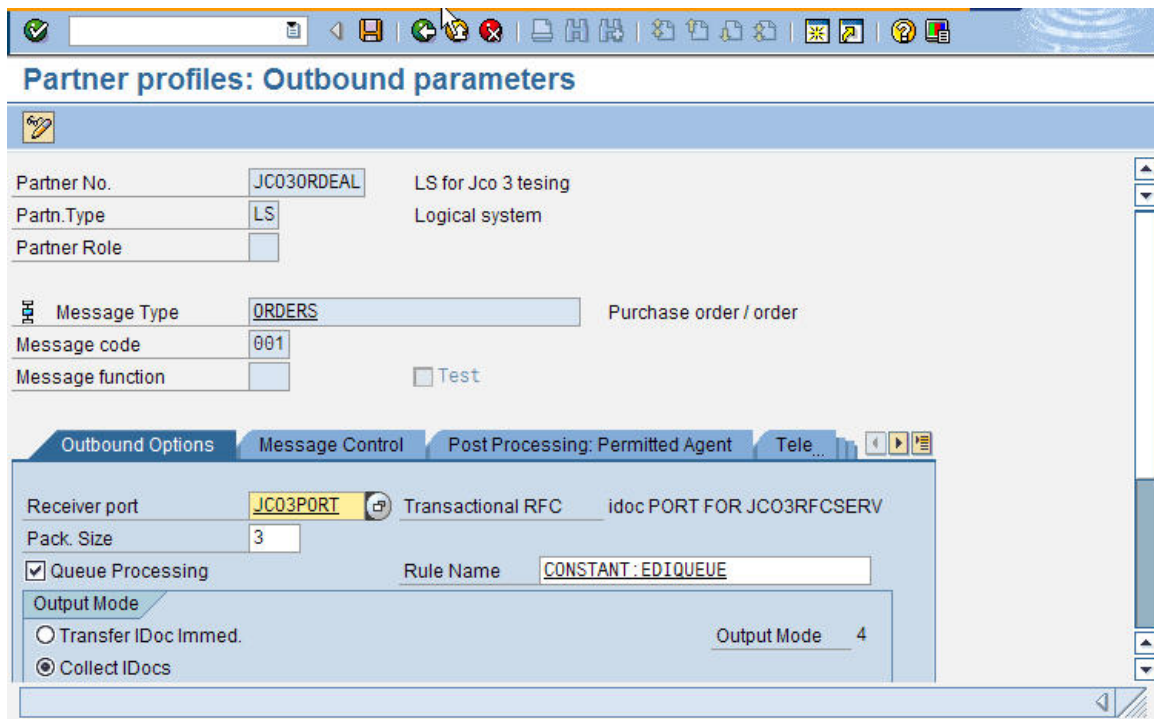 Partner profiles: Outbound parameters
Partner No. JCO3ORDEAL LS for Jco 3 tesing
Partn.Type LS Logical system
Partner Role
Message Type ORDERS Purchase order / order
Message code 001
Message function Test
Outbound Options Message Control Post Processing: Permitted Agent Tele...
Receiver port JCO3PORT Transactional RFC idoc PORT FOR JCO3RFCSERV
Pack. Size 3
Queue Processing Rule Name CONSTANT:EDIQUEUE
Output Mode
Transfer IDoc Immed. Output Mode 4
Collect IDocs